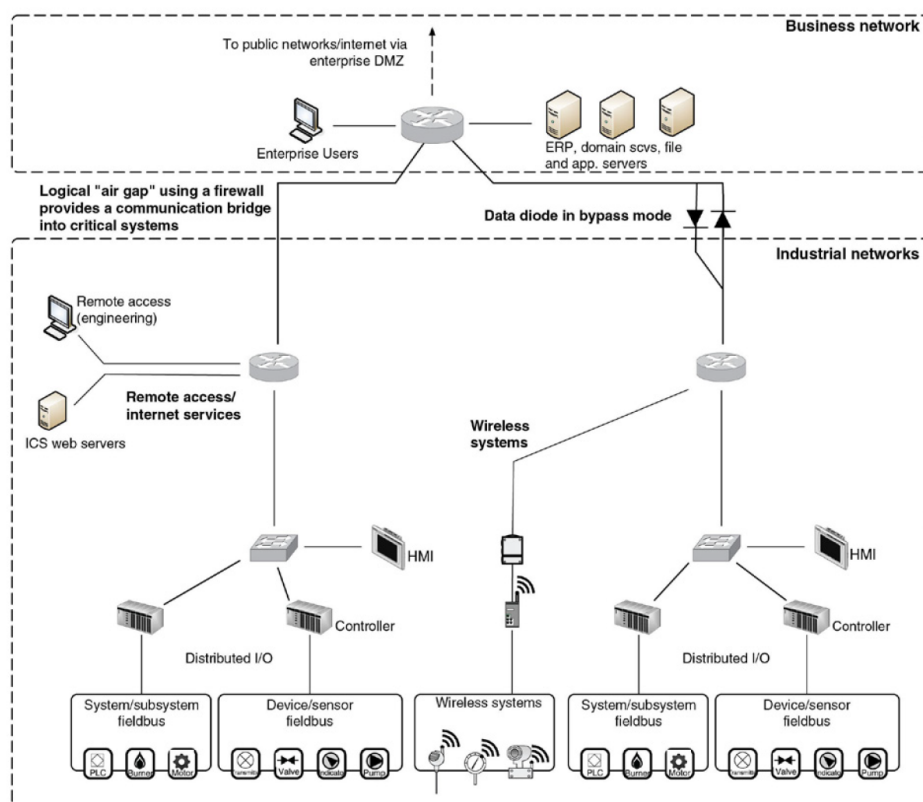 Business network
To public networks/internet via
enterprise DMZ
Enterprise Users
ERP, domain scvs, file
and app. servers
Logical "air gap" using a firewall
provides a communication bridge
into critical systems
Data diode in bypass mode
Industrial networks
Remote access
(engineering)
Remote access/
internet services
ICS web servers
Wireless
systems
HMI
HMI
Controller
Controller
Distributed I/O
Distributed I/O
System/subsystem
fieldbus
PLC
Burner
Motor
Device/sensor
fieldbus
Valve
Pump
Wireless systems
System/subsystem
fieldbus
PLC
Burner
Motor
Device/sensor
fieldbus
Valve
Pump